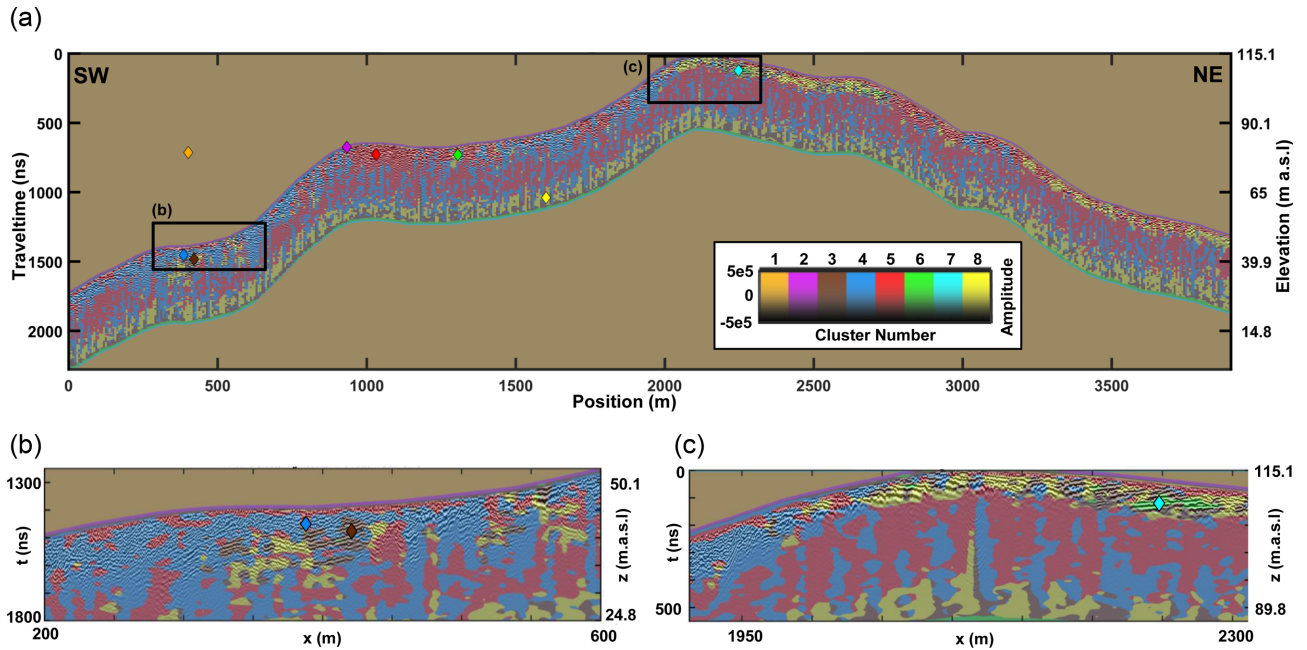 (a)
0
500
1000
1500
2000
Traveltime (ns)
SW
(c)
NE
(b)
115.1
90.1
65
39.9
14.8
Elevation (m a.s.l)
1 2 3 4 5 6 7 8
5e5
0
-5e5
Amplitude
Cluster Number
0 500 1000 1500 2000 2500 3000 3500
Position (m)
(b)
1300
t (ns)
1800
50.1
z (m.a.s.l)
24.8
200 x (m) 600
(c)
0
t (ns)
500
115.1
z (m.a.s.l)
89.8
1950 x (m) 2300